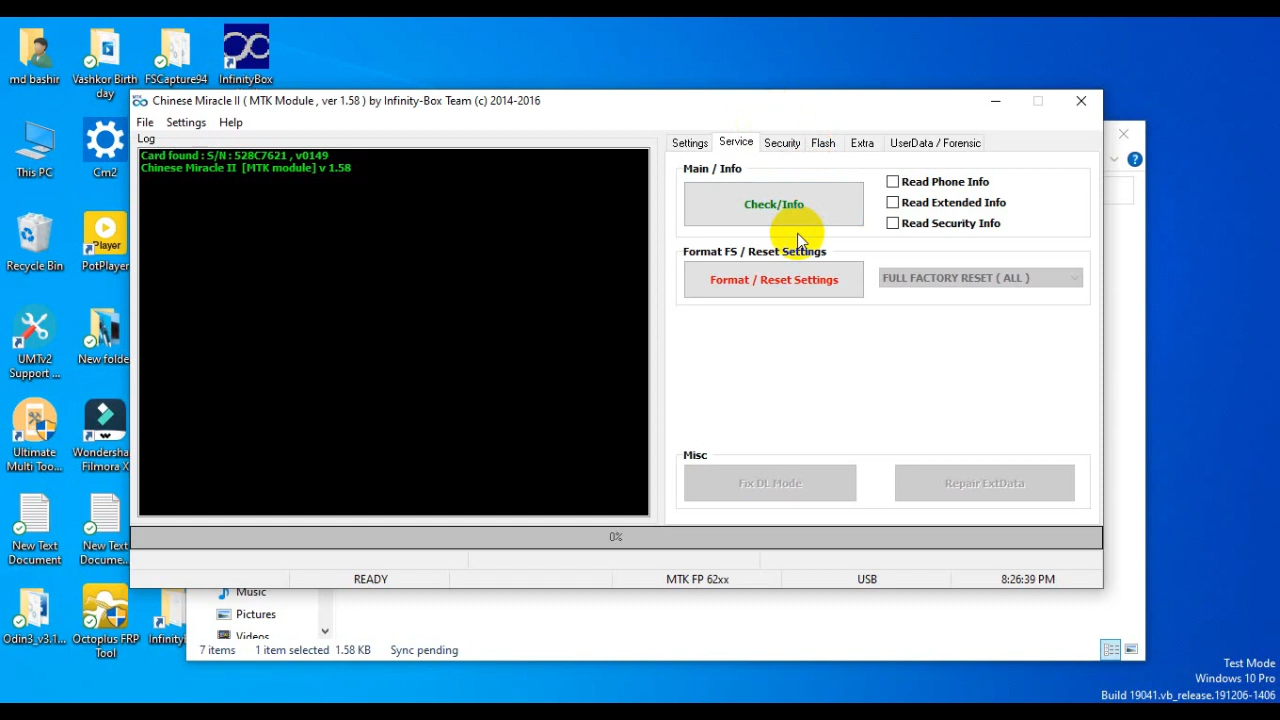 md bashir
Vashkor Birth
day
FSCapture94
InfinityBox
This PC
Cm2
Recycle Bin
Player
PotPlayer
UMTv2
Support ...
New folde
Ultimate
Multi Too...
Wondersha
Filmora X
New Text
Document
New Text
Docume...
Odin3_v3.1...
Octoplus FRP
Tool
Infinity
Chinese Miracle II ( MTK Module , ver 1.58 ) by Infinity-Box Team (c) 2014-2016
File Settings Help
Log
Card found : S/N : 528C7621 , v0149
Chinese Miracle II [MTK module] v 1.58
Settings Service Security Flash Extra UserData / Forensic
Main / Info
Check/Info
Read Phone Info
Read Extended Info
Read Security Info
Format FS / Reset Settings
Format / Reset Settings
FULL FACTORY RESET ( ALL )
Misc
Fix DL Mode
Repair ExtData
0%
READY MTK FP 62xx USB 8:26:39 PM
Music
Pictures
Videos
7 items 1 item selected 1.58 KB Sync pending
Test Mode
Windows 10 Pro
Build 19041.vb_release.191206-1406